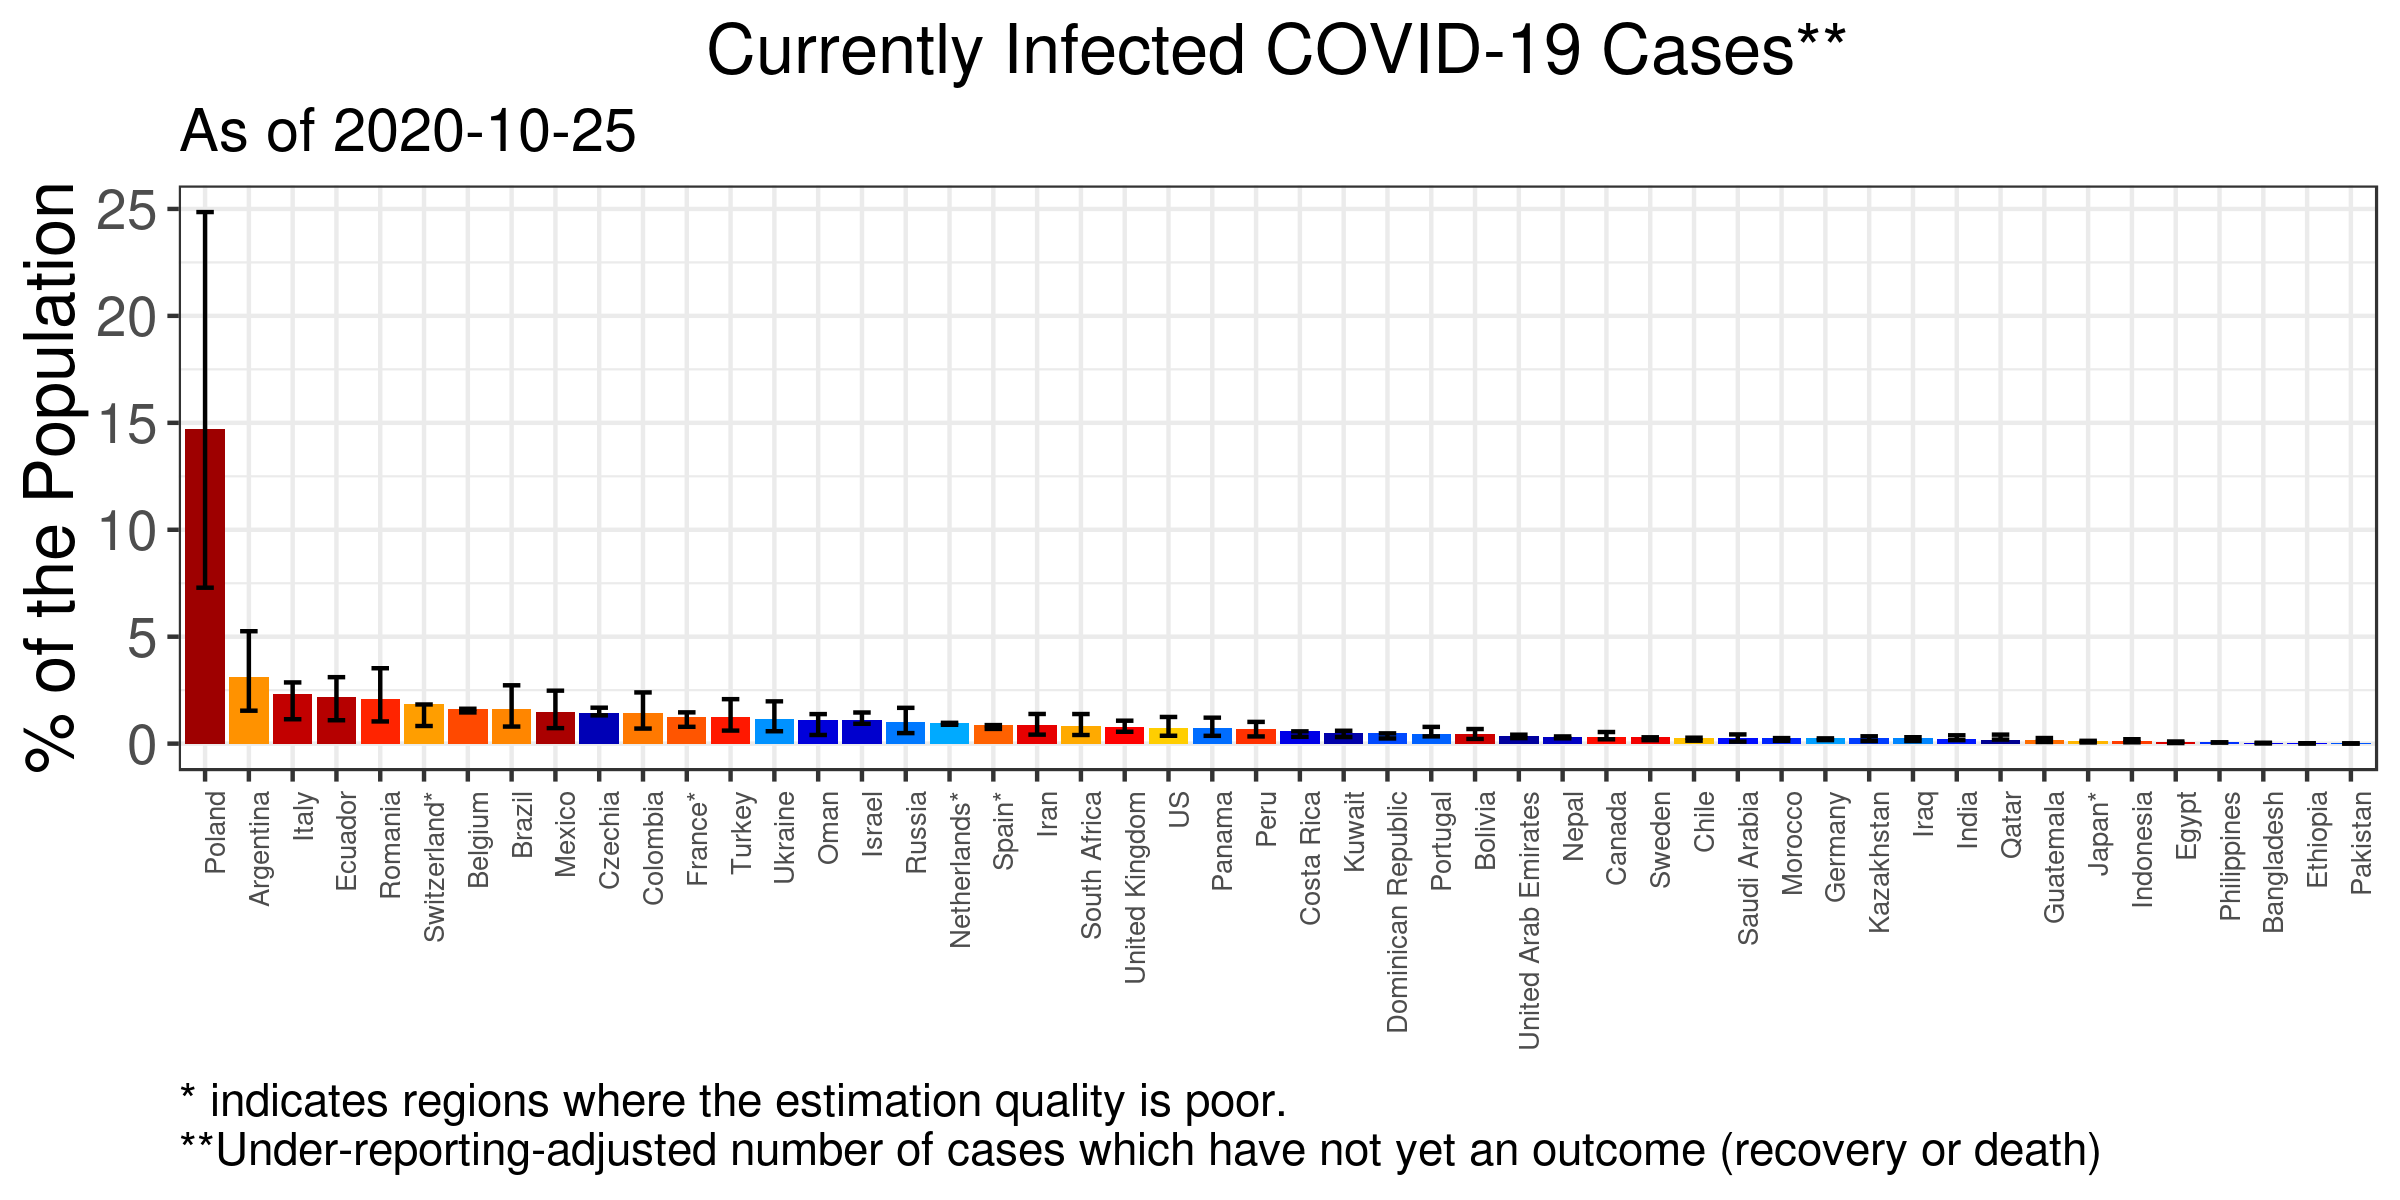 Currently Infected COVID-19 Cases**
As of 2020-10-25
% of the Population
25
20
15
10
5
0
Poland
Argentina
Italy
Ecuador
Romania
Switzerland*
Belgium
Brazil
Mexico
Czechia
Colombia
France*
Turkey
Ukraine
Oman
Israel
Russia
Netherlands*
Spain*
Iran
South Africa
United Kingdom
US
Panama
Peru
Costa Rica
Kuwait
Dominican Republic
Portugal
Bolivia
United Arab Emirates
Nepal
Canada
Sweden
Chile
Saudi Arabia
Morocco
Germany
Kazakhstan
Iraq
India
Qatar
Guatemala
Japan*
Indonesia
Egypt
Philippines
Bangladesh
Ethiopia
Pakistan
* indicates regions where the estimation quality is poor.
**Under-reporting-adjusted number of cases which have not yet an outcome (recovery or death)